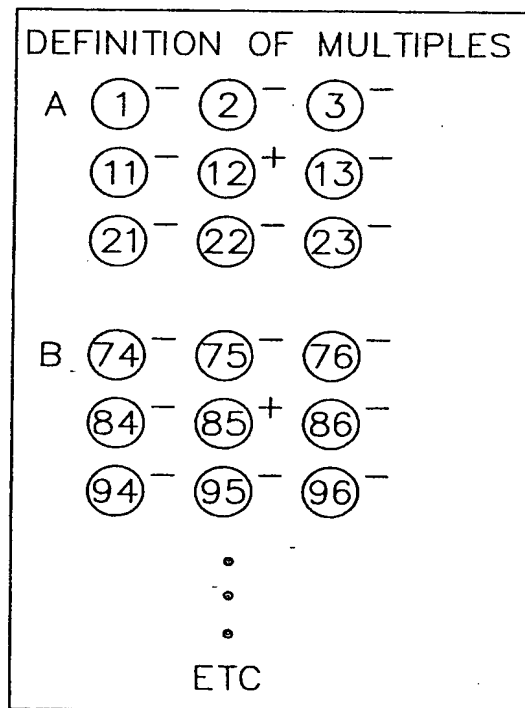 DEFINITION OF MULTIPLES
A 1− 2− 3−
11− 12+ 13−
21− 22− 23−
B 74− 75− 76−
84− 85+ 86−
94− 95− 96−
ETC